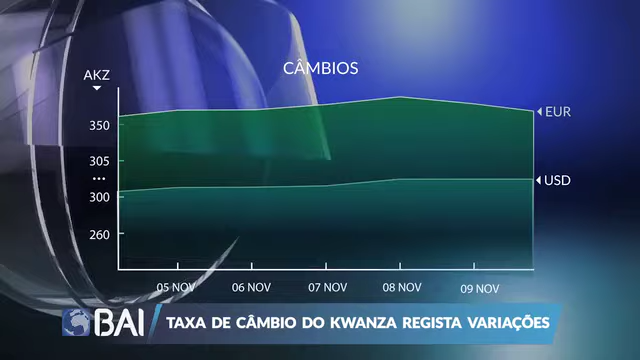 CÂMBIOS
AKZ
EUR
350
305
...
USD
300
260
05 NOV 06 NOV 07 NOV 08 NOV 09 NOV
BAI TAXA DE CÂMBIO DO KWANZA REGISTA VARIAÇÕES